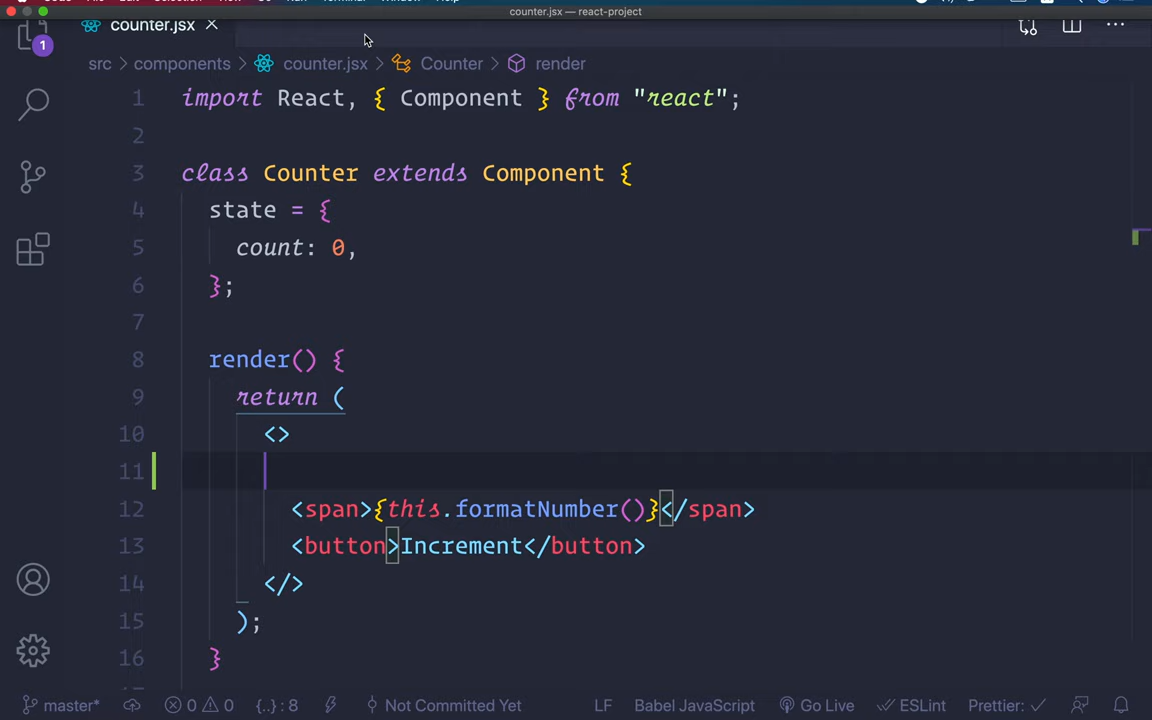 counter.jsx — react-project
counter.jsx
1
src > components > counter.jsx > Counter > render
1 import React, { Component } from "react";
2
3 class Counter extends Component {
4 state = {
5 count: 0,
6 };
7
8 render() {
9 return (
10 <>
11
12 <span>{this.formatNumber()}</span>
13 <button>Increment</button>
14 </>
15 );
16 }
master* 0 0 {..} : 8 Not Committed Yet LF Babel JavaScript Go Live ESLint Prettier: ✓